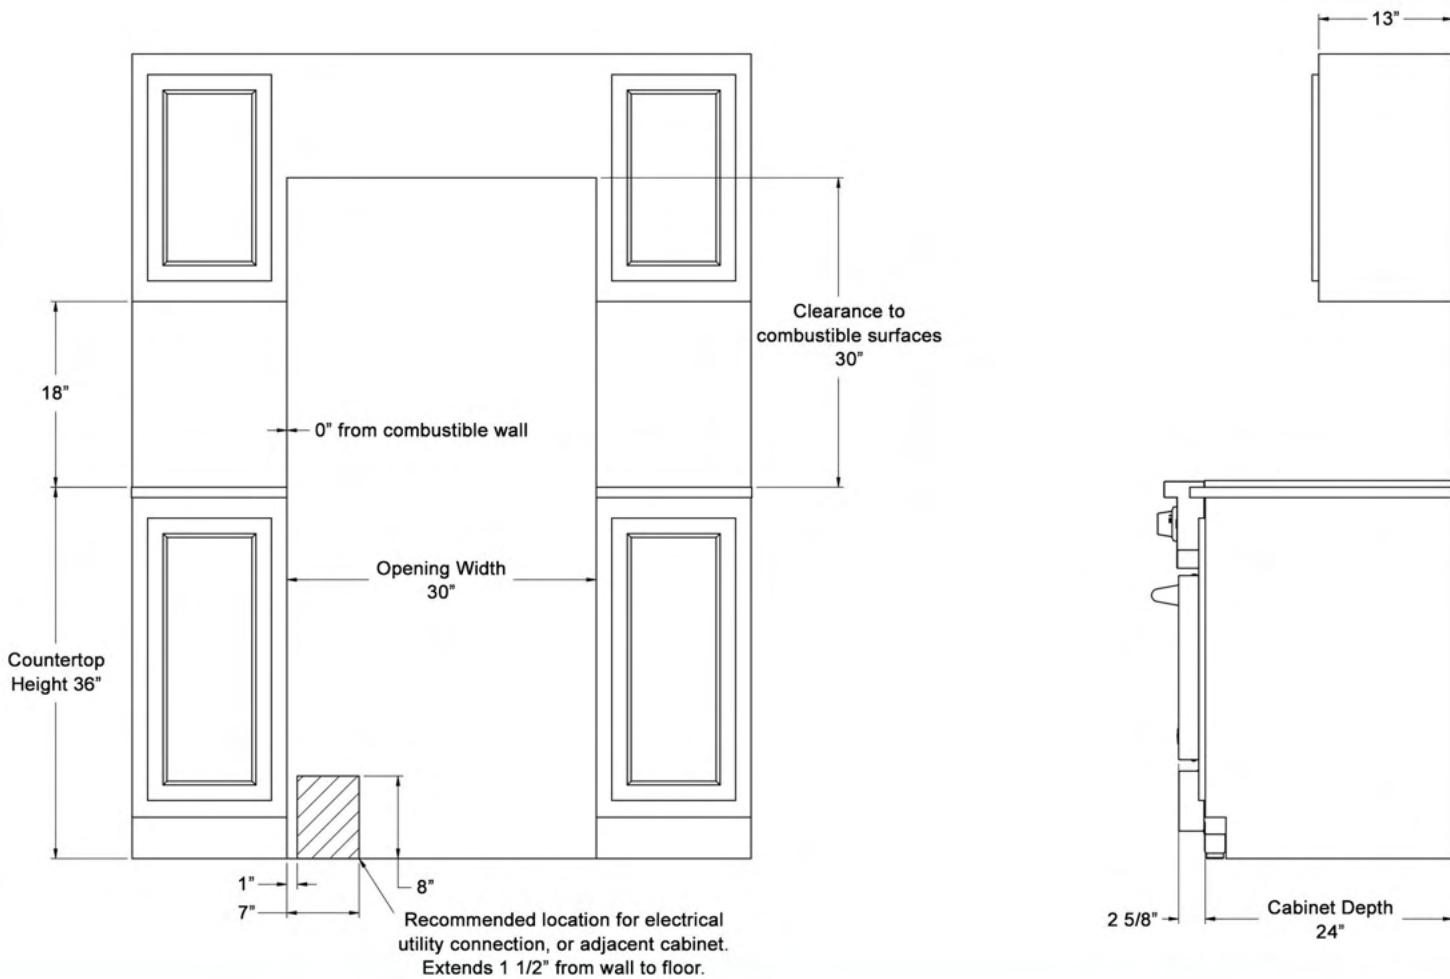 13”
Clearance to
combustible surfaces
30”
18”
0” from combustible wall
Opening Width
30”
Countertop
Height 36”
1”
7”
8”
Recommended location for electrical
utility connection, or adjacent cabinet.
Extends 1 1/2” from wall to floor.
2 5/8”
Cabinet Depth
24”